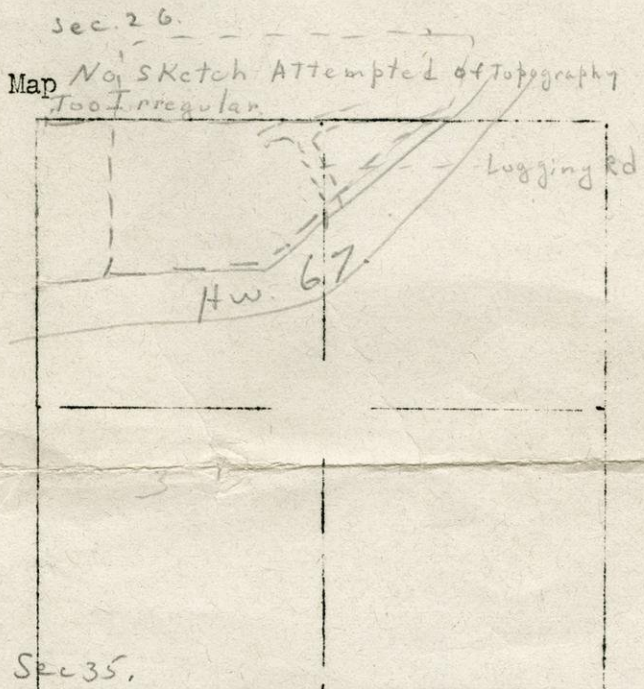 Sec. 26.
Map No Sketch Attempted of Topography
Too Irregular
Logging Rd
Hw. 67.
Sec 35.